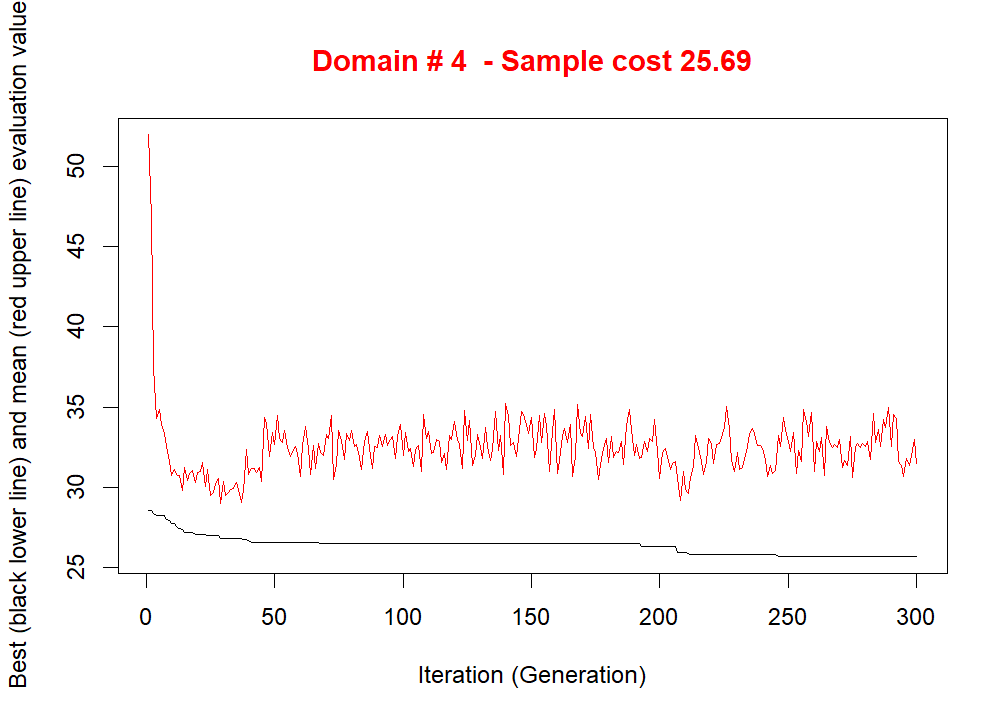 Domain # 4  - Sample cost 25.69
Best (black lower line) and mean (red upper line) evaluation value
50
45
40
35
30
25
0 50 100 150 200 250 300
Iteration (Generation)